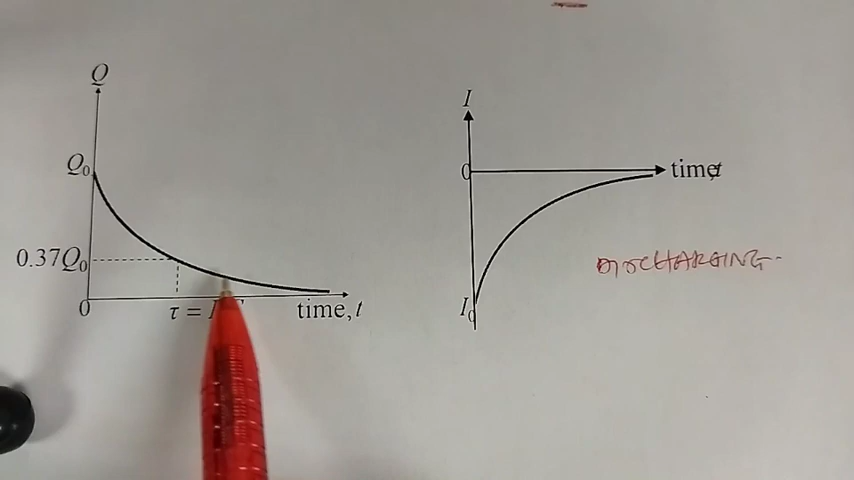 Q
Q₀
0.37Q₀
0
τ =
time, t
I
0
time, t
I₀
DISCHARGING.